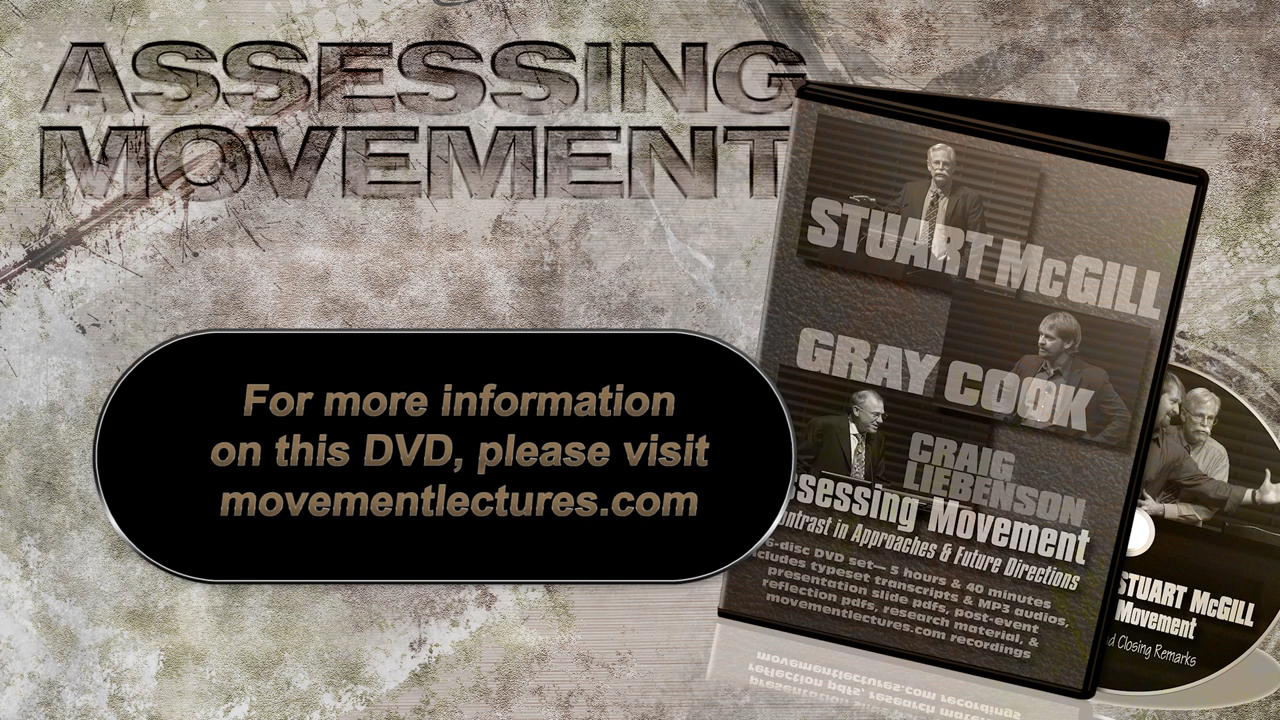 ASSESSING
MOVEMENT
For more information
on this DVD, please visit
movementlectures.com
STUART McGILL
GRAY COOK
CRAIG
LIEBENSON
ssessing Movement
ontrast in Approaches & Future Directions
6-disc DVD set— 5 hours & 40 minutes
cludes typeset transcripts & MP3 audios,
presentation slide pdfs, post-event
reflection pdfs, research material, &
movementlectures.com recordings
STUART McGILL
Movement
d Closing Remarks